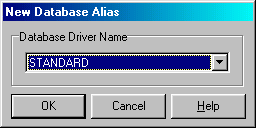 New Database Alias
Database Driver Name
STANDARD
OK
Cancel
Help